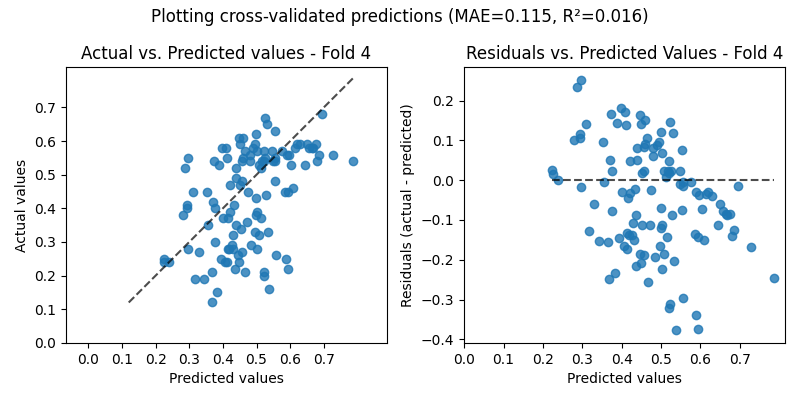 Plotting cross-validated predictions (MAE=0.115, R²=0.016)
Actual vs. Predicted values - Fold 4
Actual values
0.7
0.6
0.5
0.4
0.3
0.2
0.1
0.0
0.0 0.1 0.2 0.3 0.4 0.5 0.6 0.7
Predicted values
Residuals vs. Predicted Values - Fold 4
Residuals (actual - predicted)
0.2
0.1
0.0
−0.1
−0.2
−0.3
−0.4
0.0 0.1 0.2 0.3 0.4 0.5 0.6 0.7
Predicted values